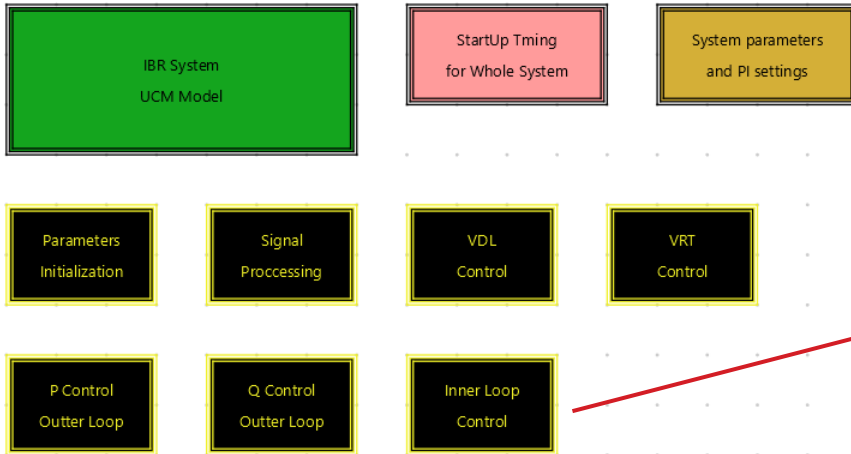 IBR System
UCM Model
StartUp Tming
for Whole System
System parameters
and PI settings
Parameters
Initialization
Signal
Proccessing
VDL
Control
VRT
Control
P Control
Outter Loop
Q Control
Outter Loop
Inner Loop
Control